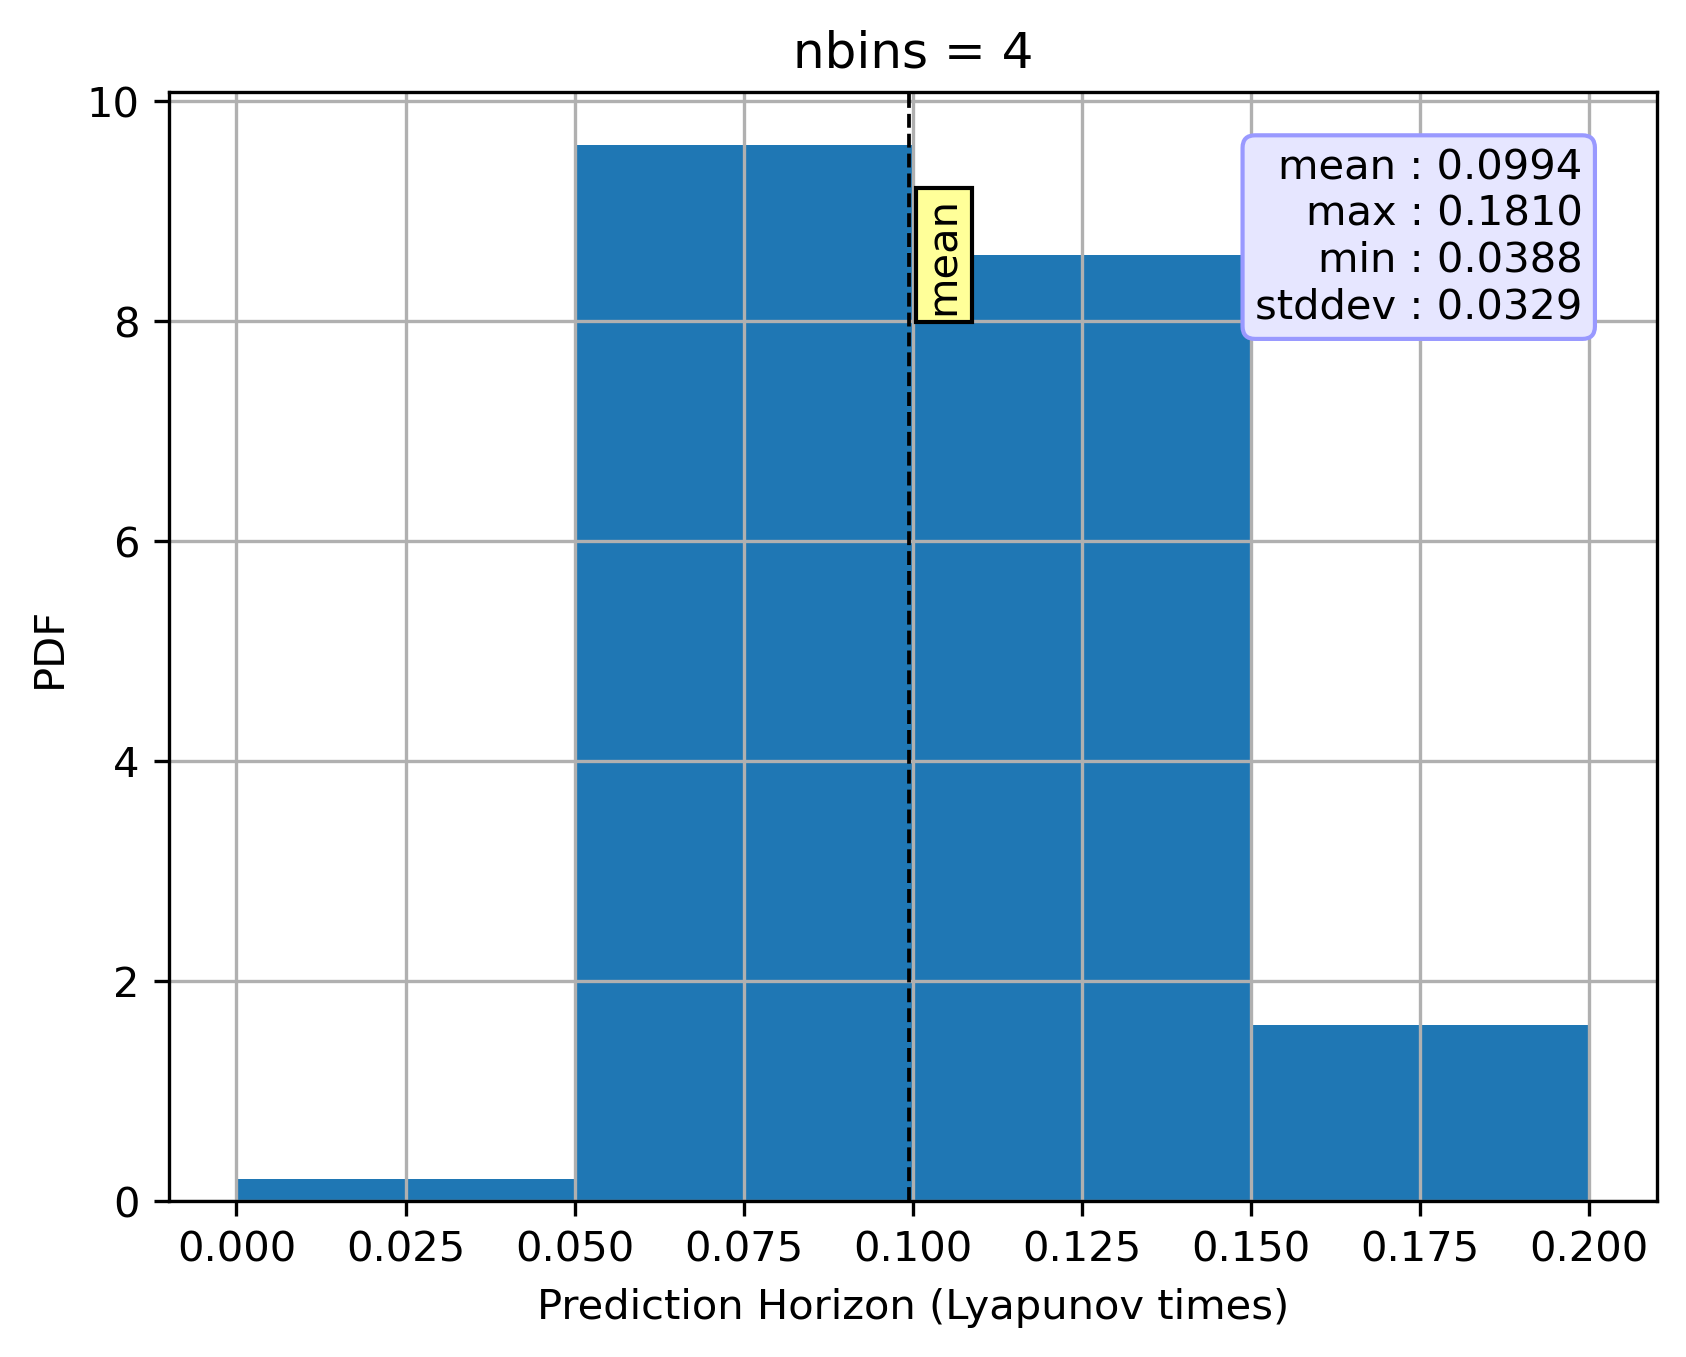 nbins = 4
10
8
6
4
2
0
PDF
mean
mean : 0.0994
max : 0.1810
min : 0.0388
stddev : 0.0329
0.000 0.025 0.050 0.075 0.100 0.125 0.150 0.175 0.200
Prediction Horizon (Lyapunov times)